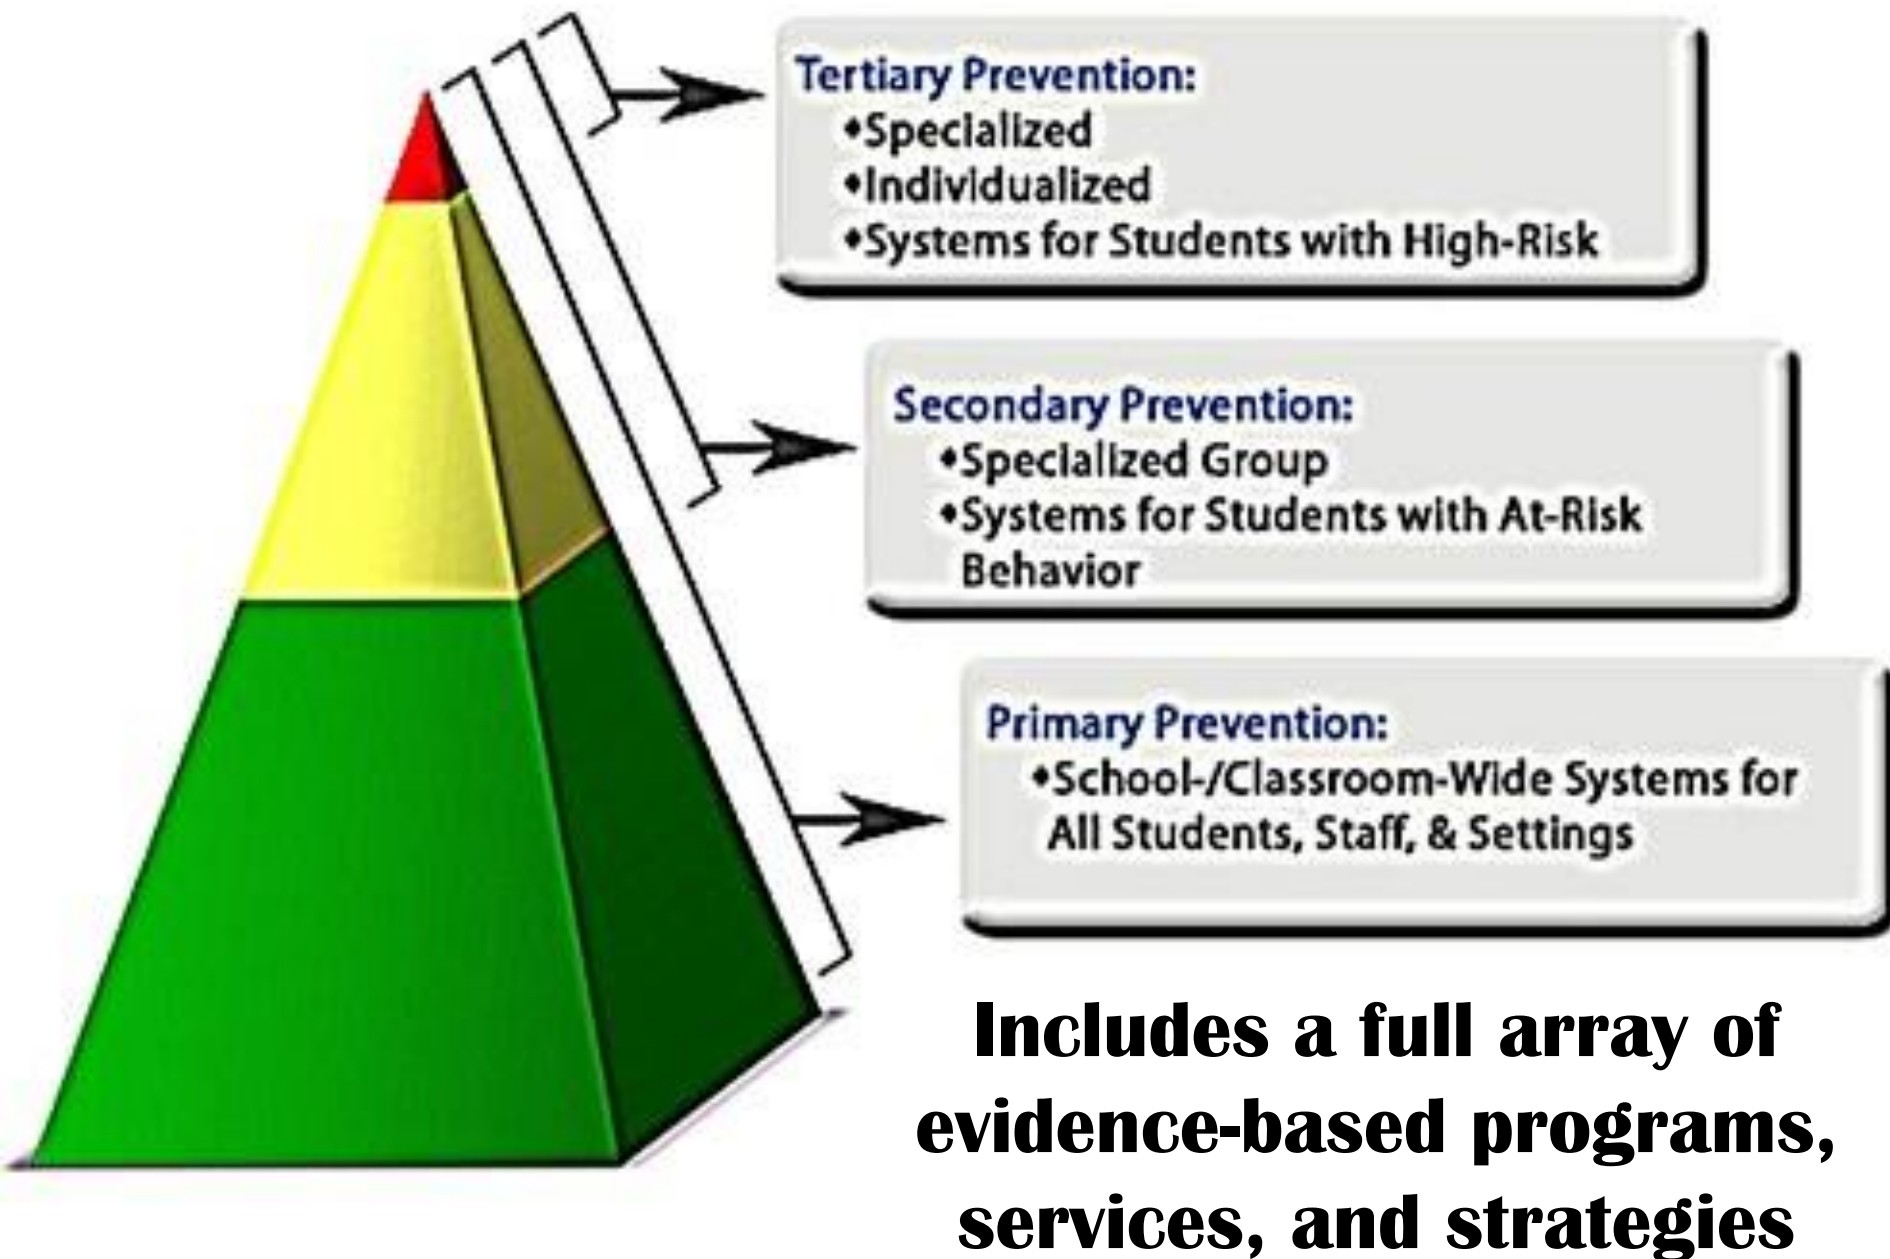 Tertiary Prevention:
♦Specialized
♦Individualized
♦Systems for Students with High-Risk
Secondary Prevention:
♦Specialized Group
♦Systems for Students with At-Risk
Behavior
Primary Prevention:
♦School-/Classroom-Wide Systems for
All Students, Staff, & Settings
Includes a full array of
evidence-based programs,
services, and strategies